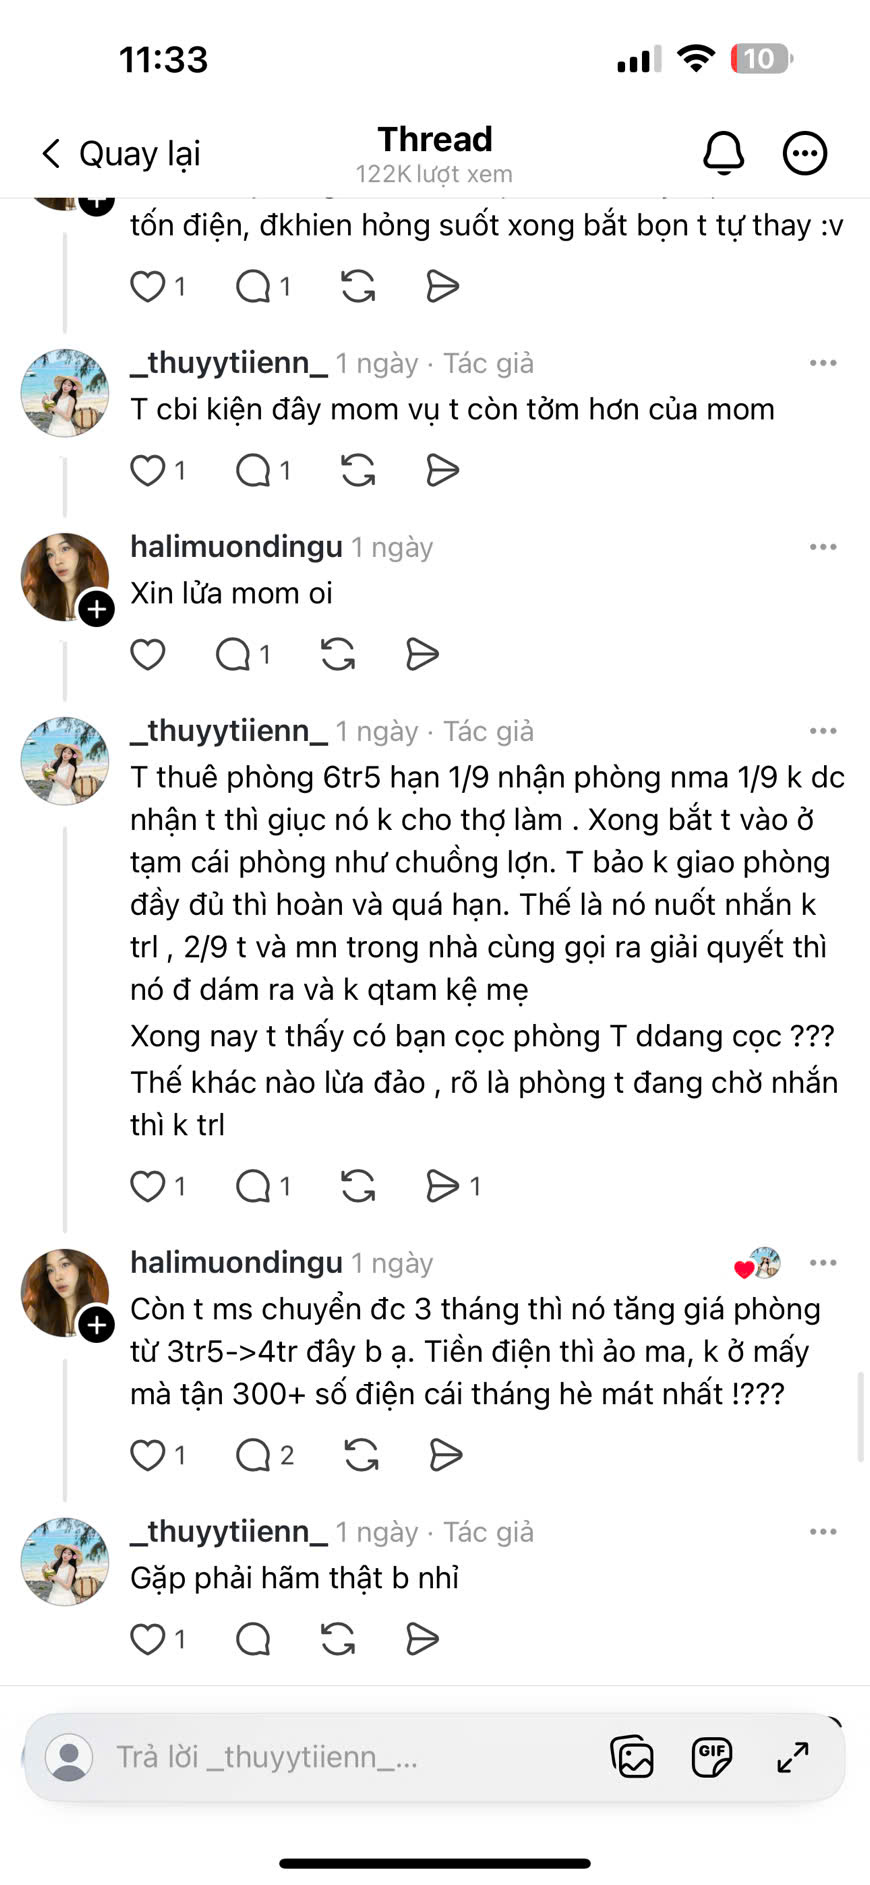 11:33
10
Quay lại
Thread
122K lượt xem
tốn điện, đkhien hỏng suốt xong bắt bọn t tự thay :v
1 1
_thuyytiienn_ 1 ngày · Tác giả
T cbi kiện đây mom vụ t còn tởm hơn của mom
1 1
halimuondingu 1 ngày
Xin lửa mom oi
1
_thuyytiienn_ 1 ngày · Tác giả
T thuê phòng 6tr5 hạn 1/9 nhận phòng nma 1/9 k dc
nhận t thì giục nó k cho thợ làm . Xong bắt t vào ở
tạm cái phòng như chuồng lợn. T bảo k giao phòng
đầy đủ thì hoàn và quá hạn. Thế là nó nuốt nhắn k
trl , 2/9 t và mn trong nhà cùng gọi ra giải quyết thì
nó đ dám ra và k qtam kệ mẹ
Xong nay t thấy có bạn cọc phòng T ddang cọc ???
Thế khác nào lừa đảo , rõ là phòng t đang chờ nhắn
thì k trl
1 1 1
halimuondingu 1 ngày
Còn t ms chuyển đc 3 tháng thì nó tăng giá phòng
từ 3tr5->4tr đây b ạ. Tiền điện thì ảo ma, k ở mấy
mà tận 300+ số điện cái tháng hè mát nhất !???
1 2
_thuyytiienn_ 1 ngày · Tác giả
Gặp phải hãm thật b nhỉ
1
Trả lời _thuyytiienn_...
GIF